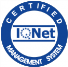 CERTIFIED
IQNet
MANAGEMENT SYSTEM